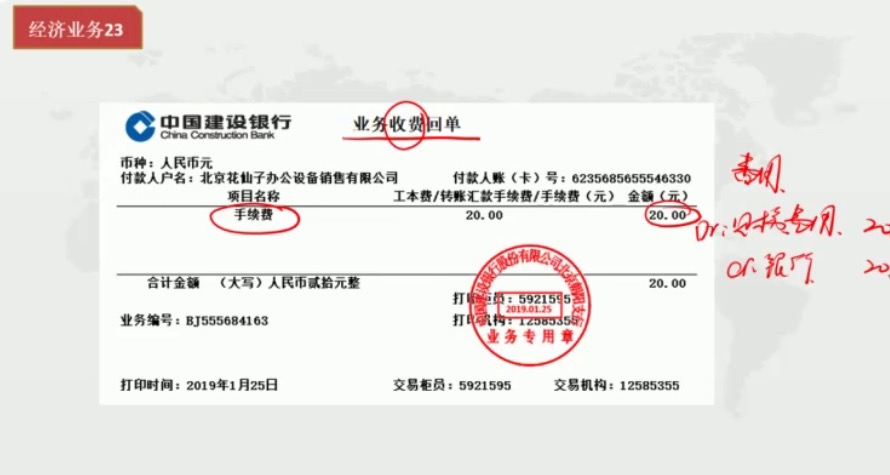 经济业务23
中国建设银行
China Construction Bank
业务收费回单
币种：人民币元
付款人户名：北京花仙子办公设备销售有限公司 付款人账（卡）号：6235685655546330
项目名称 工本费/转账汇款手续费/手续费（元） 金额（元）
手续费 20.00 20.00
费用
Dr:财务费用 20
Cr.银行 20
合计金额 （大写）人民币贰拾元整 20.00
打印柜员：5921595
业务编号：BJ555684163 打印机构：12585355
中国建设银行股份有限公司北京朝阳支行
2019.01.25
业务专用章
打印时间：2019年1月25日 交易柜员：5921595 交易机构：12585355